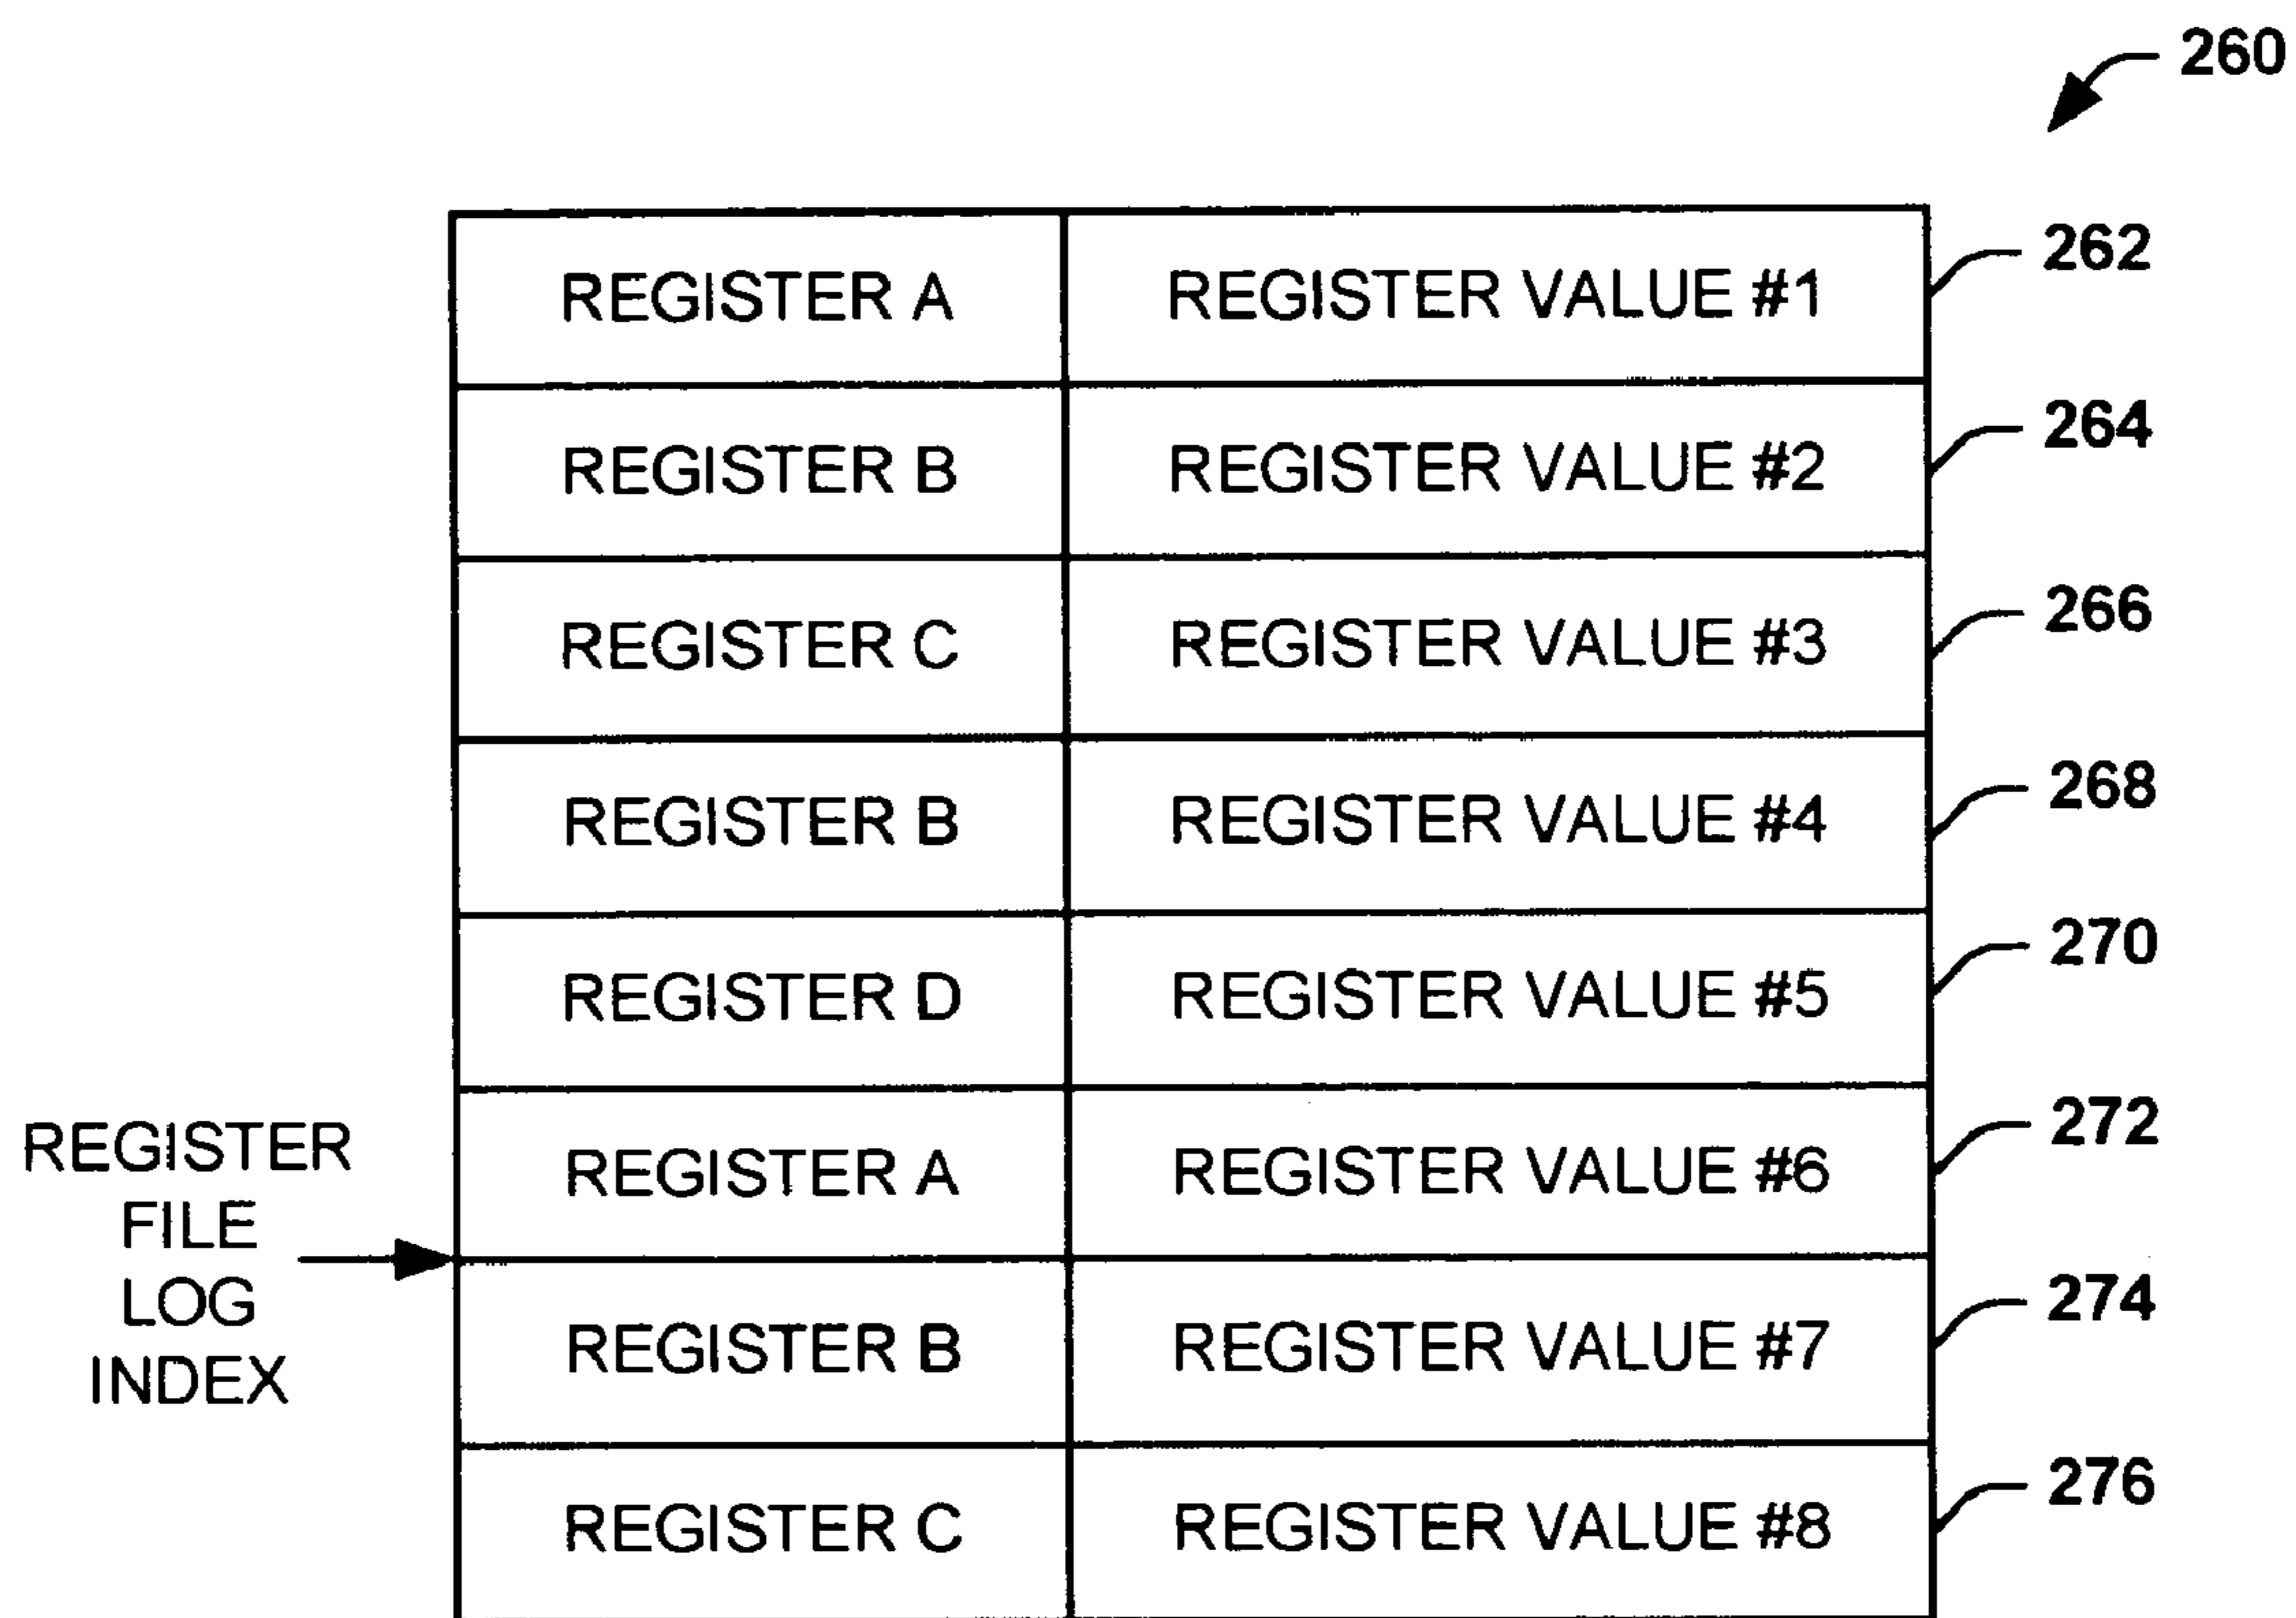 260
REGISTER A REGISTER VALUE #1 262
REGISTER B REGISTER VALUE #2 264
REGISTER C REGISTER VALUE #3 266
REGISTER B REGISTER VALUE #4 268
REGISTER D REGISTER VALUE #5 270
REGISTER A REGISTER VALUE #6 272
REGISTER
FILE
LOG
INDEX
REGISTER B REGISTER VALUE #7 274
REGISTER C REGISTER VALUE #8 276